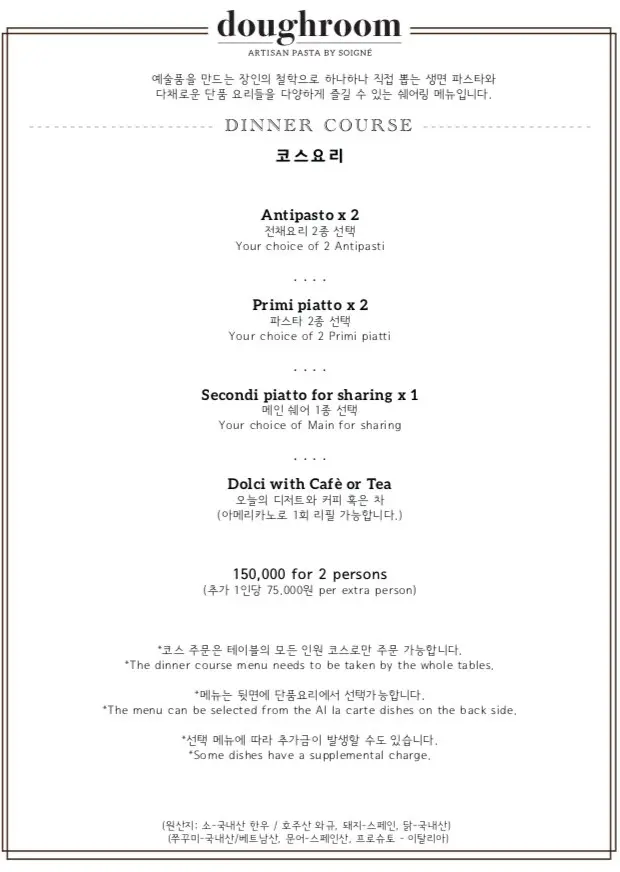 doughroom
ARTISAN PASTA BY SOIGNÉ
예술품을 만드는 장인의 철학으로 하나하나 직접 뽑는 생면 파스타와
다채로운 단품 요리들을 다양하게 즐길 수 있는 쉐어링 메뉴입니다.
DINNER COURSE
코스요리
Antipasto x 2
전채요리 2종 선택
Your choice of 2 Antipasti
. . . .
Primi piatto x 2
파스타 2종 선택
Your choice of 2 Primi piatti
. . . .
Secondi piatto for sharing x 1
메인 쉐어 1종 선택
Your choice of Main for sharing
. . . .
Dolci with Cafè or Tea
오늘의 디저트와 커피 혹은 차
(아메리카노로 1회 리필 가능합니다.)
150,000 for 2 persons
(추가 1인당 75,000원 per extra person)
*코스 주문은 테이블의 모든 인원 코스로만 주문 가능합니다.
*The dinner course menu needs to be taken by the whole tables.
*메뉴는 뒷면에 단품요리에서 선택가능합니다.
*The menu can be selected from the Al la carte dishes on the back side.
*선택 메뉴에 따라 추가금이 발생할 수도 있습니다.
*Some dishes have a supplemental charge.
(원산지: 소-국내산 한우 / 호주산 와규, 돼지-스페인, 닭-국내산)
(쭈꾸미-국내산/베트남산, 문어-스페인산, 프로슈토 - 이탈리아)